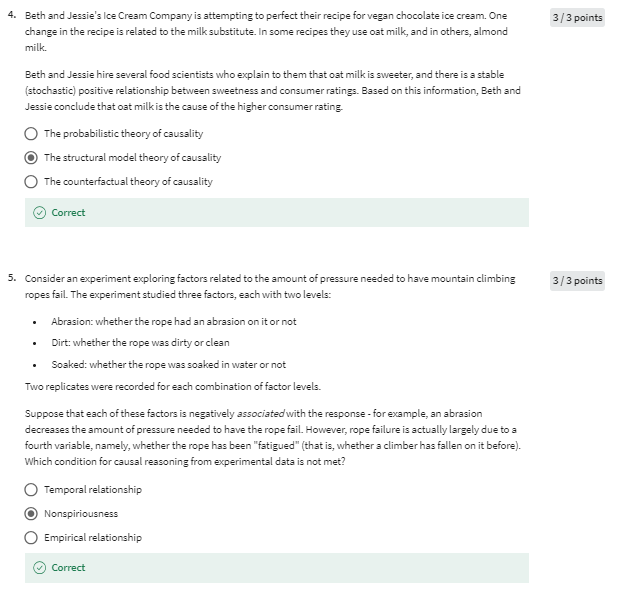 4. Beth and Jessie's Ice Cream Company is attempting to perfect their recipe for vegan chocolate ice cream. One
3 / 3 points
change in the recipe is related to the milk substitute. In some recipes they use oat milk, and in others, almond
milk.
Beth and Jessie hire several food scientists who explain to them that oat milk is sweeter, and there is a stable
(stochastic) positive relationship between sweetness and consumer ratings. Based on this information, Beth and
Jessie conclude that oat milk is the cause of the higher consumer rating.
The probabilistic theory of causality
The structural model theory of causality
The counterfactual theory of causality
Correct
5. Consider an experiment exploring factors related to the amount of pressure needed to have mountain climbing
3 / 3 points
ropes fail. The experiment studied three factors, each with two levels:
• Abrasion: whether the rope had an abrasion on it or not
• Dirt: whether the rope was dirty or clean
• Soaked: whether the rope was soaked in water or not
Two replicates were recorded for each combination of factor levels.
Suppose that each of these factors is negatively associated with the response - for example, an abrasion
decreases the amount of pressure needed to have the rope fail. However, rope failure is actually largely due to a
fourth variable, namely, whether the rope has been "fatigued" (that is, whether a climber has fallen on it before).
Which condition for causal reasoning from experimental data is not met?
Temporal relationship
Nonspiriousness
Empirical relationship
Correct